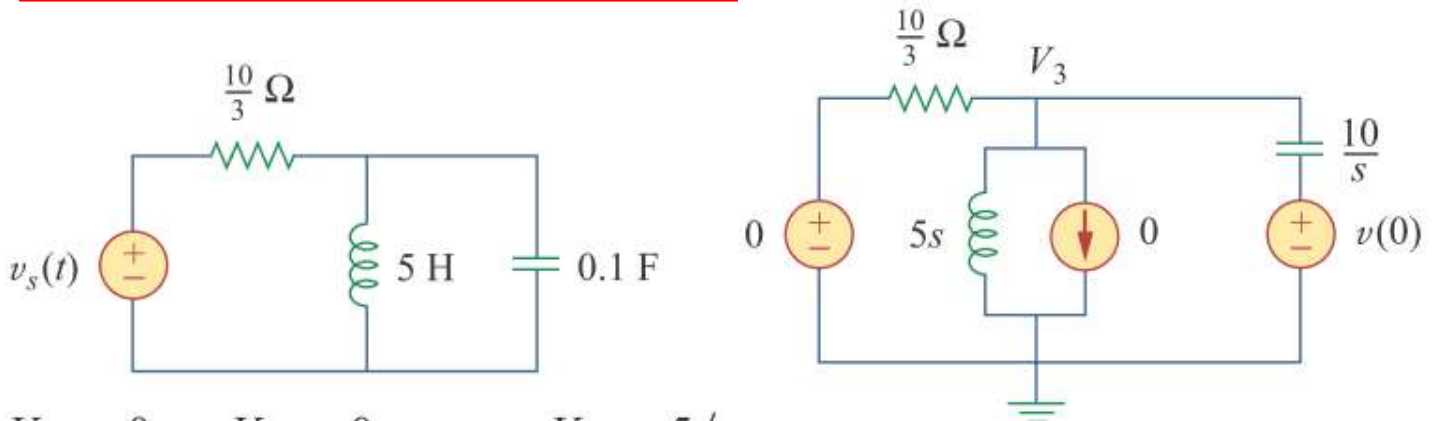 10/3 Ω
v_s(t)
+
−
5 H
0.1 F
10/3 Ω
V_3
0
+
−
5s
0
10/s
+
−
v(0)